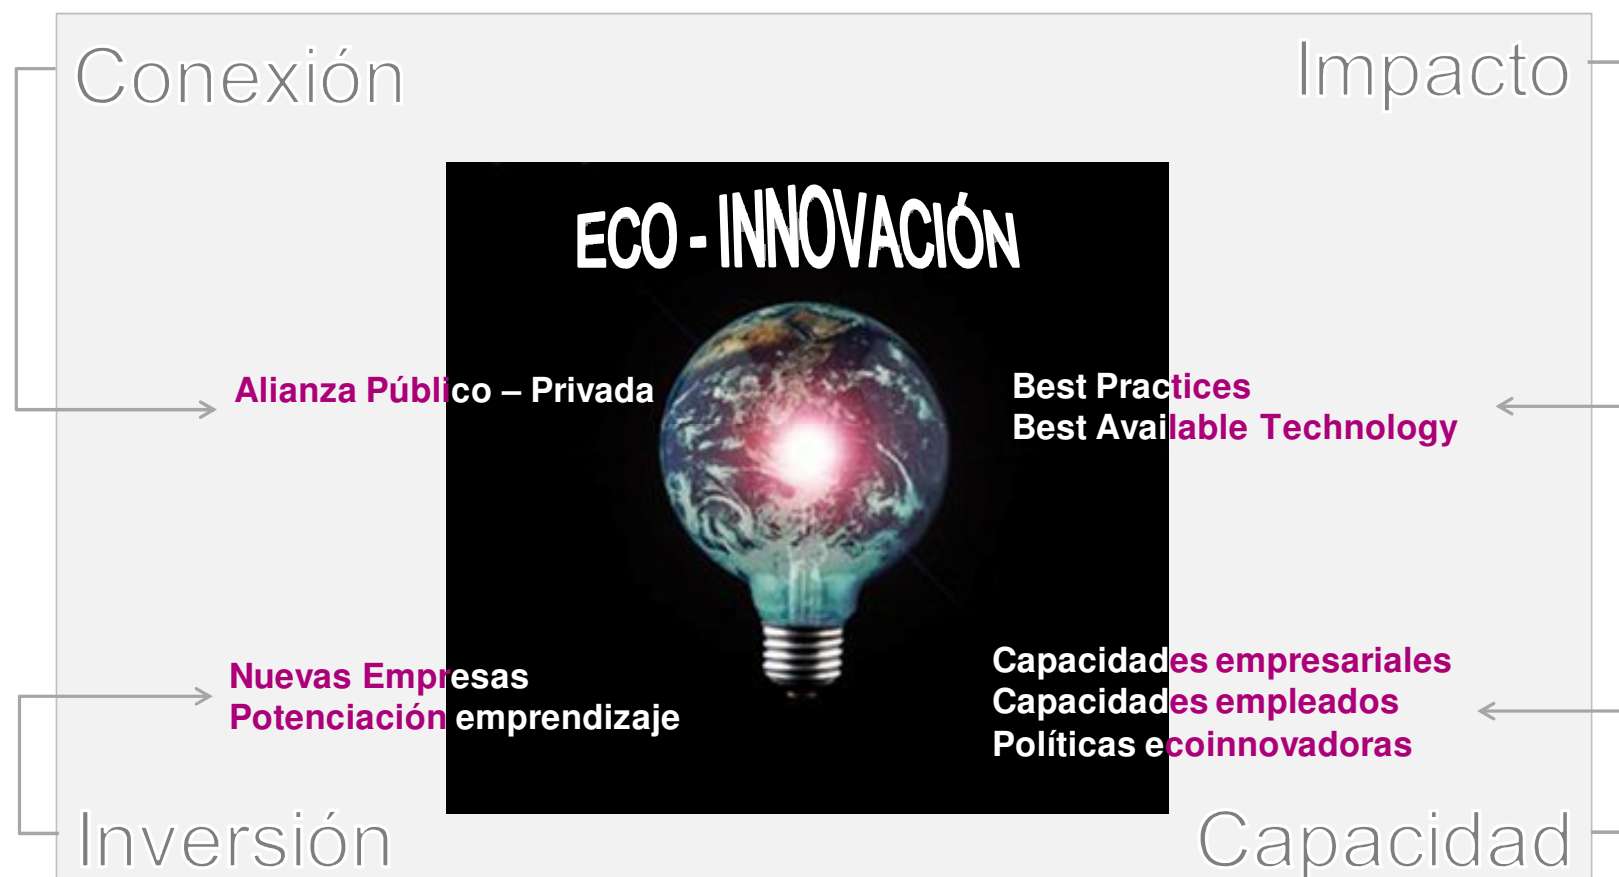 Conexión
Impacto
ECO - INNOVACIÓN
Alianza Público – Privada
Best Practices
Best Available Technology
Nuevas Empresas
Potenciación emprendizaje
Capacidades empresariales
Capacidades empleados
Políticas ecoinnovadoras
Inversión
Capacidad